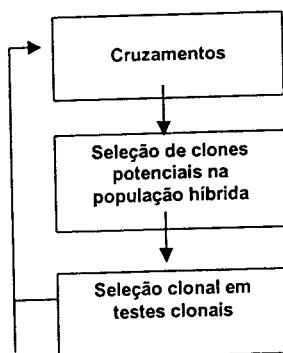 Cruzamentos
Seleção de clones
potenciais na
população híbrida
Seleção clonal em
testes clonais